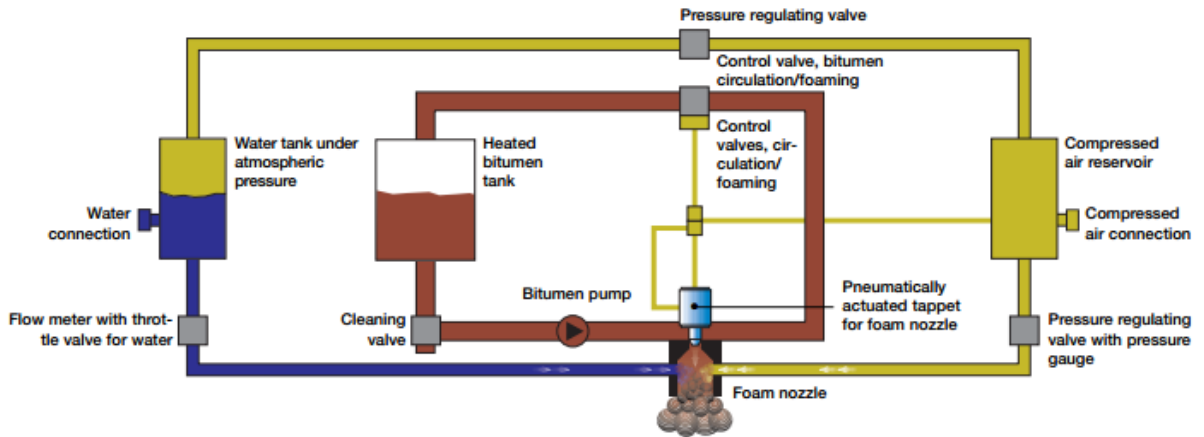 Pressure regulating valve
Control valve, bitumen
circulation/foaming
Water tank under
atmospheric
pressure
Heated
bitumen
tank
Control
valves, cir-
culation/
foaming
Compressed
air reservoir
Water
connection
Compressed
air connection
Bitumen pump
Pneumatically
actuated tappet
for foam nozzle
Flow meter with throt-
tle valve for water
Cleaning
valve
Pressure regulating
valve with pressure
gauge
Foam nozzle